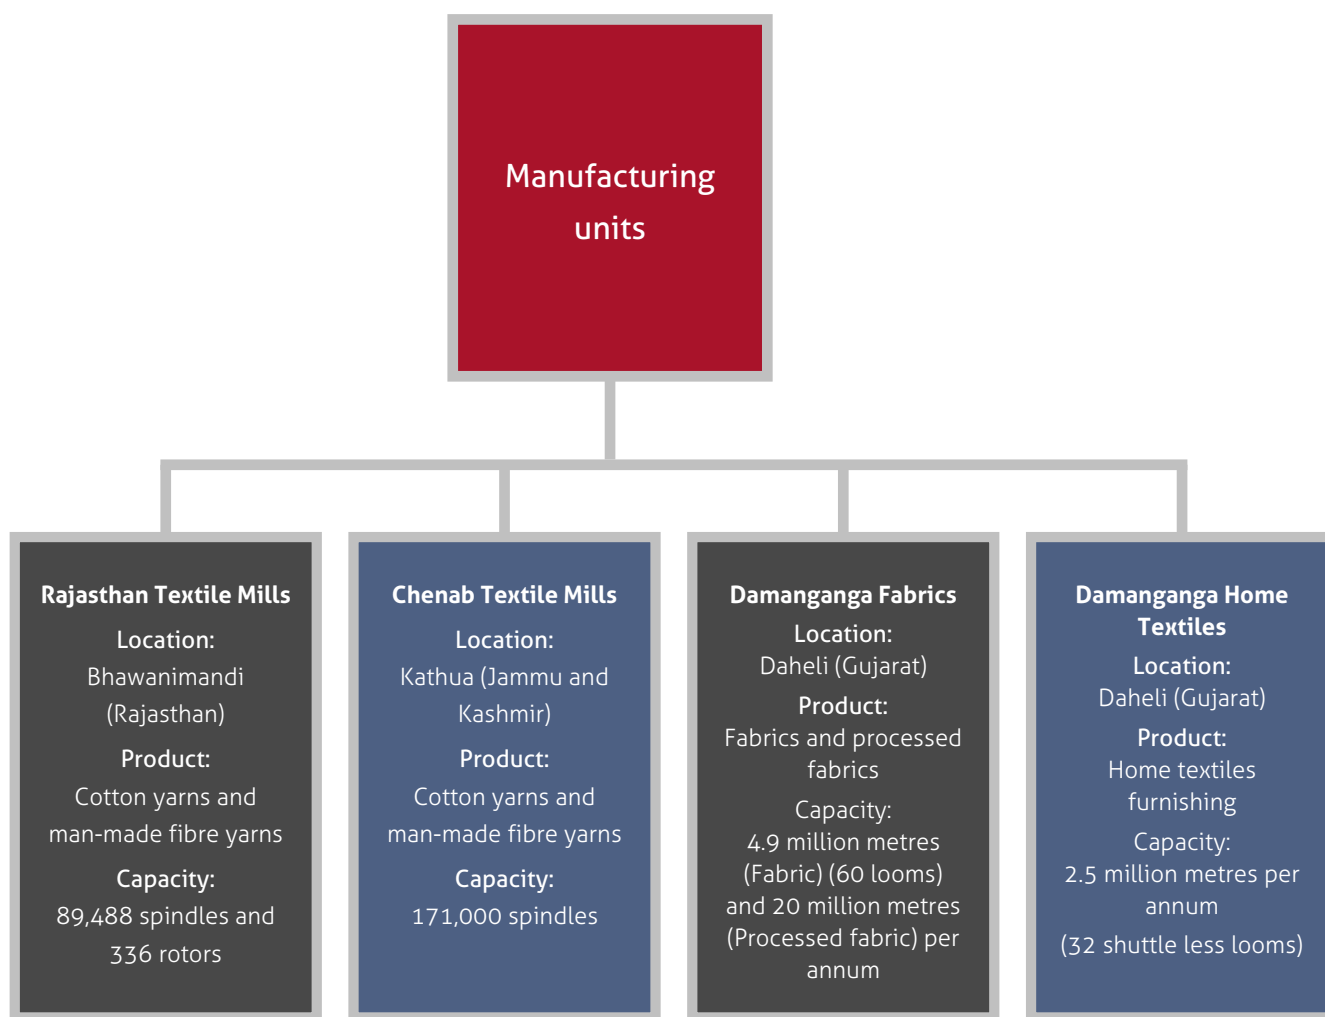 Manufacturing
units
Rajasthan Textile Mills
Location:
Bhawanimandi
(Rajasthan)
Product:
Cotton yarns and
man-made fibre yarns
Capacity:
89,488 spindles and
336 rotors
Chenab Textile Mills
Location:
Kathua (Jammu and
Kashmir)
Product:
Cotton yarns and
man-made fibre yarns
Capacity:
171,000 spindles
Damanganga Fabrics
Location:
Daheli (Gujarat)
Product:
Fabrics and processed
fabrics
Capacity:
4.9 million metres
(Fabric) (60 looms)
and 20 million metres
(Processed fabric) per
annum
Damanganga Home
Textiles
Location:
Daheli (Gujarat)
Product:
Home textiles
furnishing
Capacity:
2.5 million metres per
annum
(32 shuttle less looms)